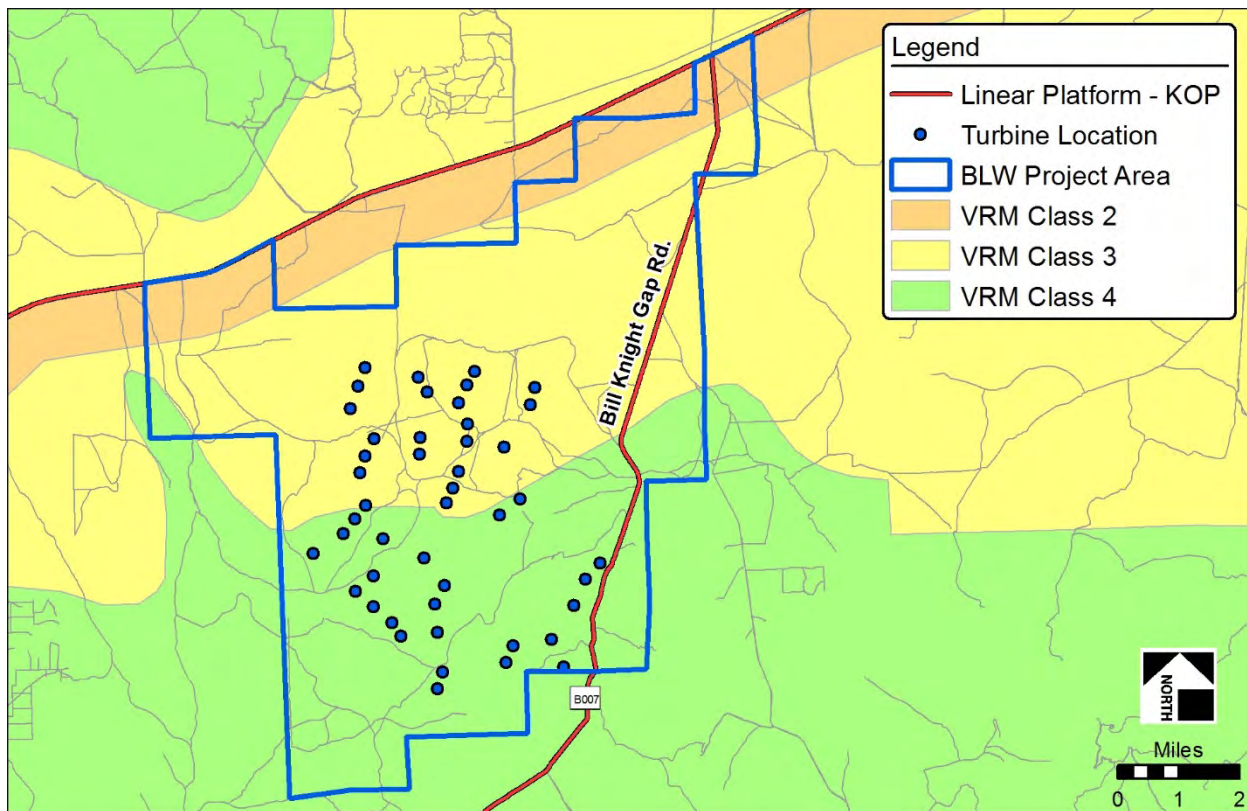 Legend
Linear Platform - KOP
Turbine Location
BLW Project Area
VRM Class 2
VRM Class 3
VRM Class 4
Bill Knight Gap Rd.
B007
NORTH
Miles
0 1 2